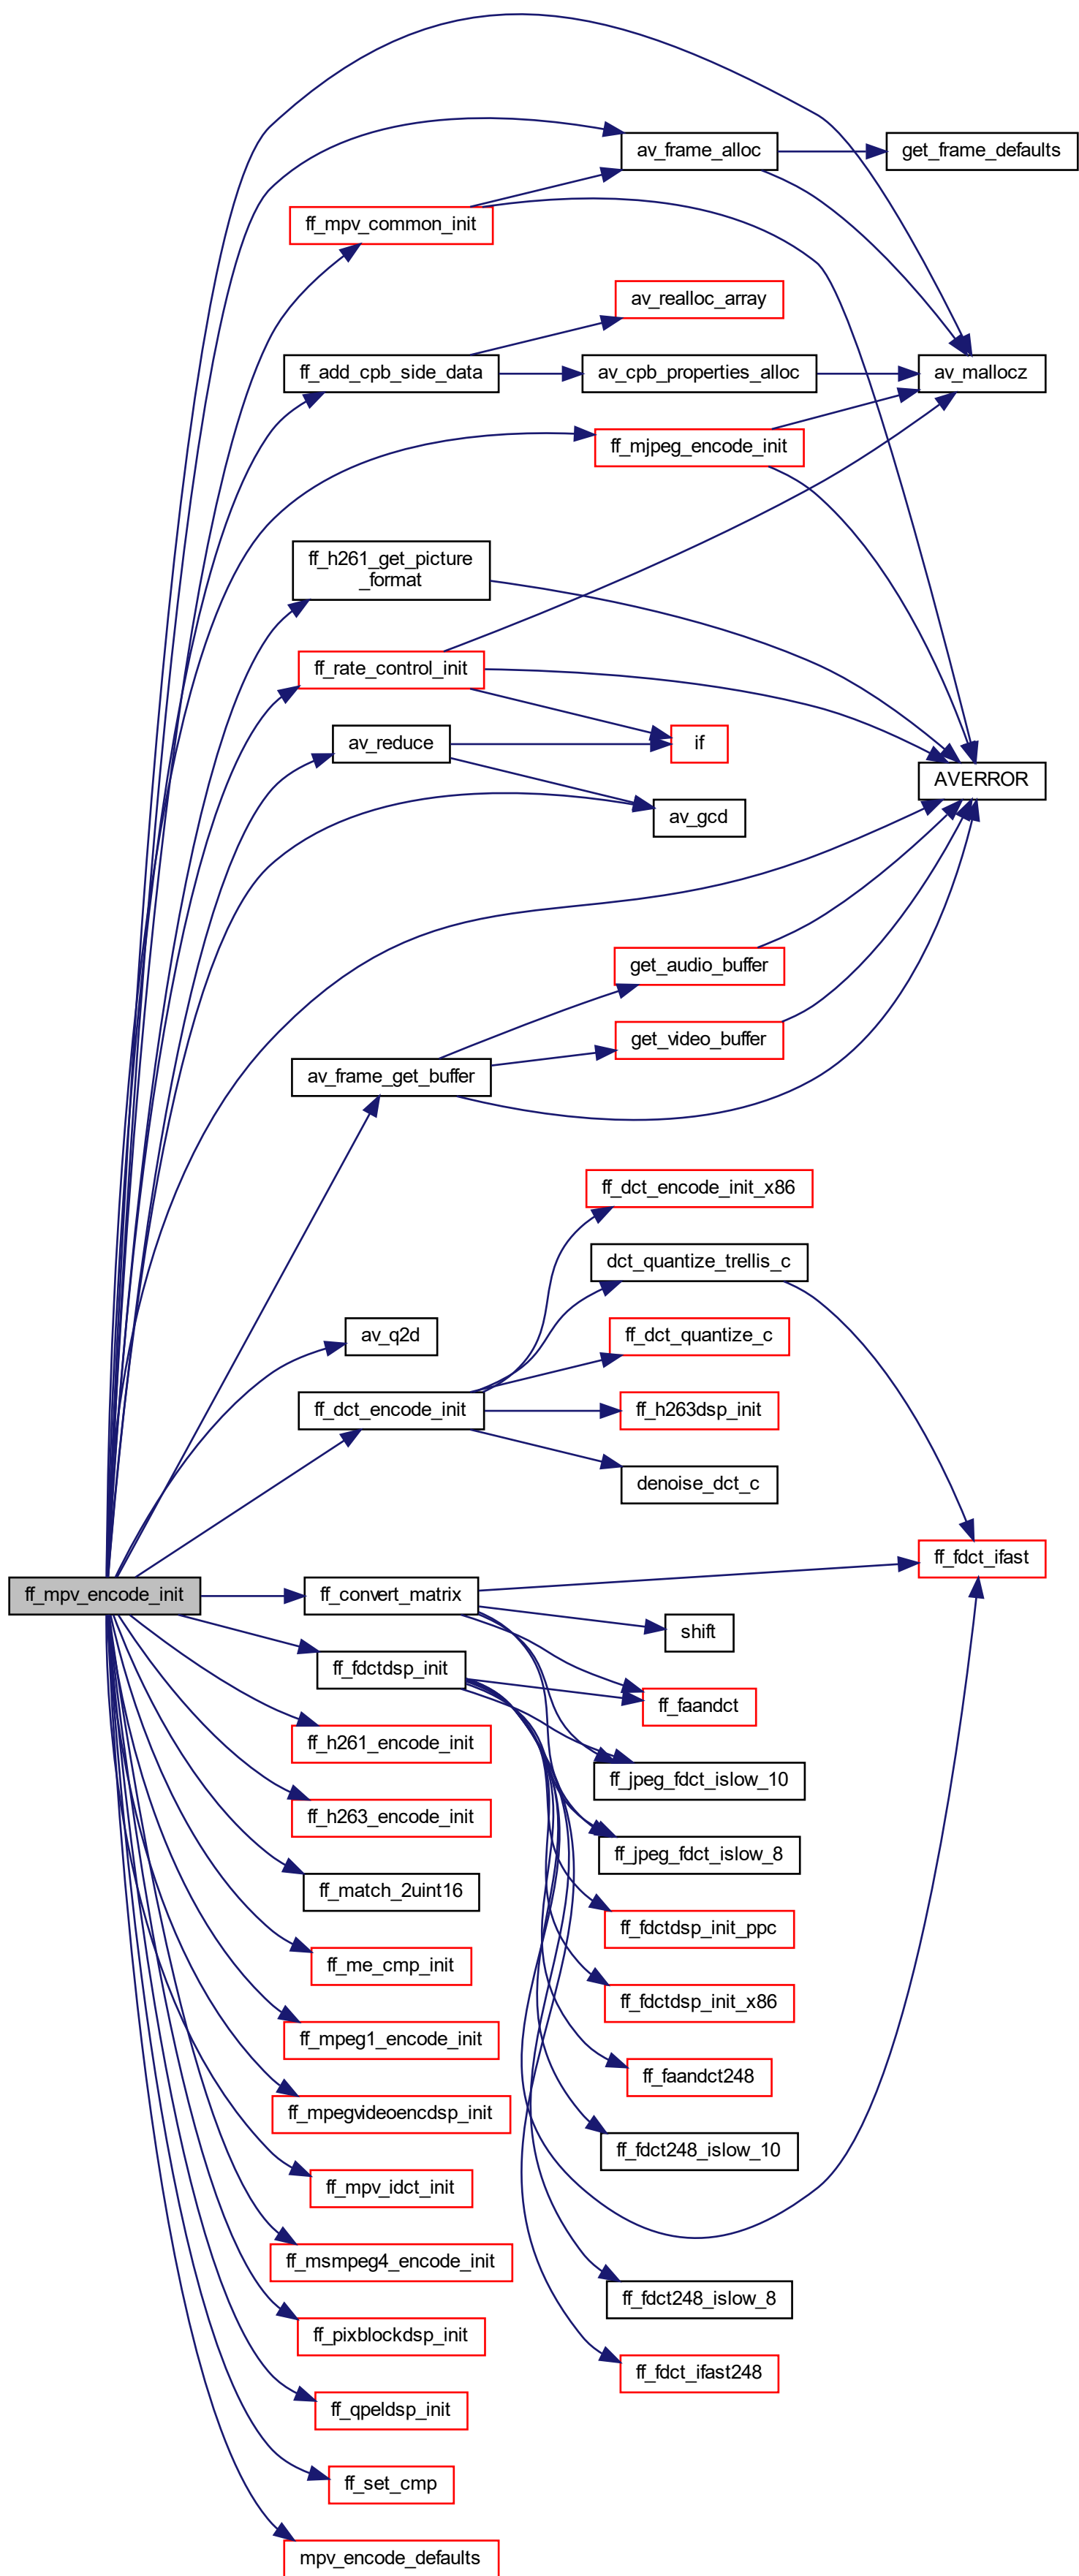 av_frame_alloc
get_frame_defaults
ff_mpv_common_init
av_realloc_array
ff_add_cpb_side_data
av_cpb_properties_alloc
av_mallocz
ff_mjpeg_encode_init
ff_h261_get_picture
_format
ff_rate_control_init
av_reduce
if
AVERROR
av_gcd
get_audio_buffer
get_video_buffer
av_frame_get_buffer
ff_dct_encode_init_x86
dct_quantize_trellis_c
av_q2d
ff_dct_quantize_c
ff_dct_encode_init
ff_h263dsp_init
denoise_dct_c
ff_fdct_ifast
ff_mpv_encode_init
ff_convert_matrix
shift
ff_fdctdsp_init
ff_faandct
ff_h261_encode_init
ff_jpeg_fdct_islow_10
ff_h263_encode_init
ff_jpeg_fdct_islow_8
ff_match_2uint16
ff_fdctdsp_init_ppc
ff_me_cmp_init
ff_fdctdsp_init_x86
ff_mpeg1_encode_init
ff_faandct248
ff_mpegvideoencdsp_init
ff_fdct248_islow_10
ff_mpv_idct_init
ff_msmpeg4_encode_init
ff_fdct248_islow_8
ff_pixblockdsp_init
ff_fdct_ifast248
ff_qpeldsp_init
ff_set_cmp
mpv_encode_defaults